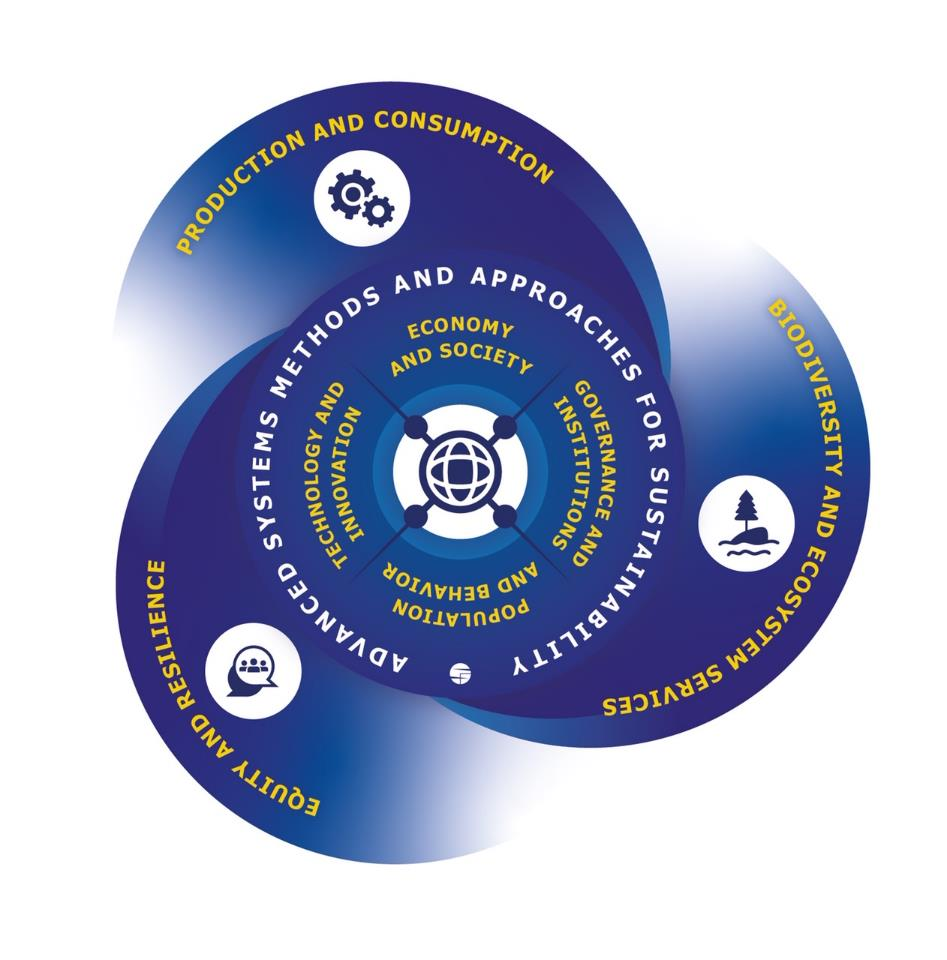 PRODUCTION AND CONSUMPTION
BIODIVERSITY AND ECOSYSTEM SERVICES
EQUITY AND RESILIENCE
ADVANCED SYSTEMS METHODS AND APPROACHES FOR SUSTAINABILITY
ECONOMY
AND SOCIETY
GOVERNANCE AND
INSTITUTIONS
POPULATION
AND BEHAVIOR
TECHNOLOGY AND
INNOVATION